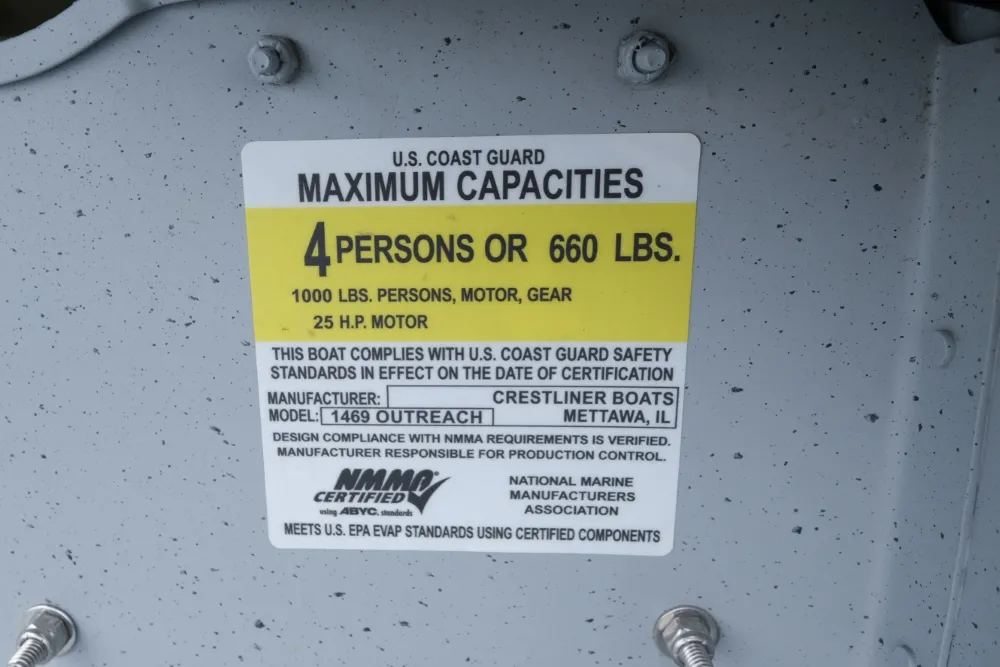 U.S. COAST GUARD
MAXIMUM CAPACITIES
4 PERSONS OR 660 LBS.
1000 LBS. PERSONS, MOTOR, GEAR
25 H.P. MOTOR
THIS BOAT COMPLIES WITH U.S. COAST GUARD SAFETY
STANDARDS IN EFFECT ON THE DATE OF CERTIFICATION
MANUFACTURER: CRESTLINER BOATS
MODEL: 1469 OUTREACH METTAWA, IL
DESIGN COMPLIANCE WITH NMMA REQUIREMENTS IS VERIFIED.
MANUFACTURER RESPONSIBLE FOR PRODUCTION CONTROL.
NMMA®
CERTIFIED
using ABYC. standards
NATIONAL MARINE
MANUFACTURERS
ASSOCIATION
MEETS U.S. EPA EVAP STANDARDS USING CERTIFIED COMPONENTS